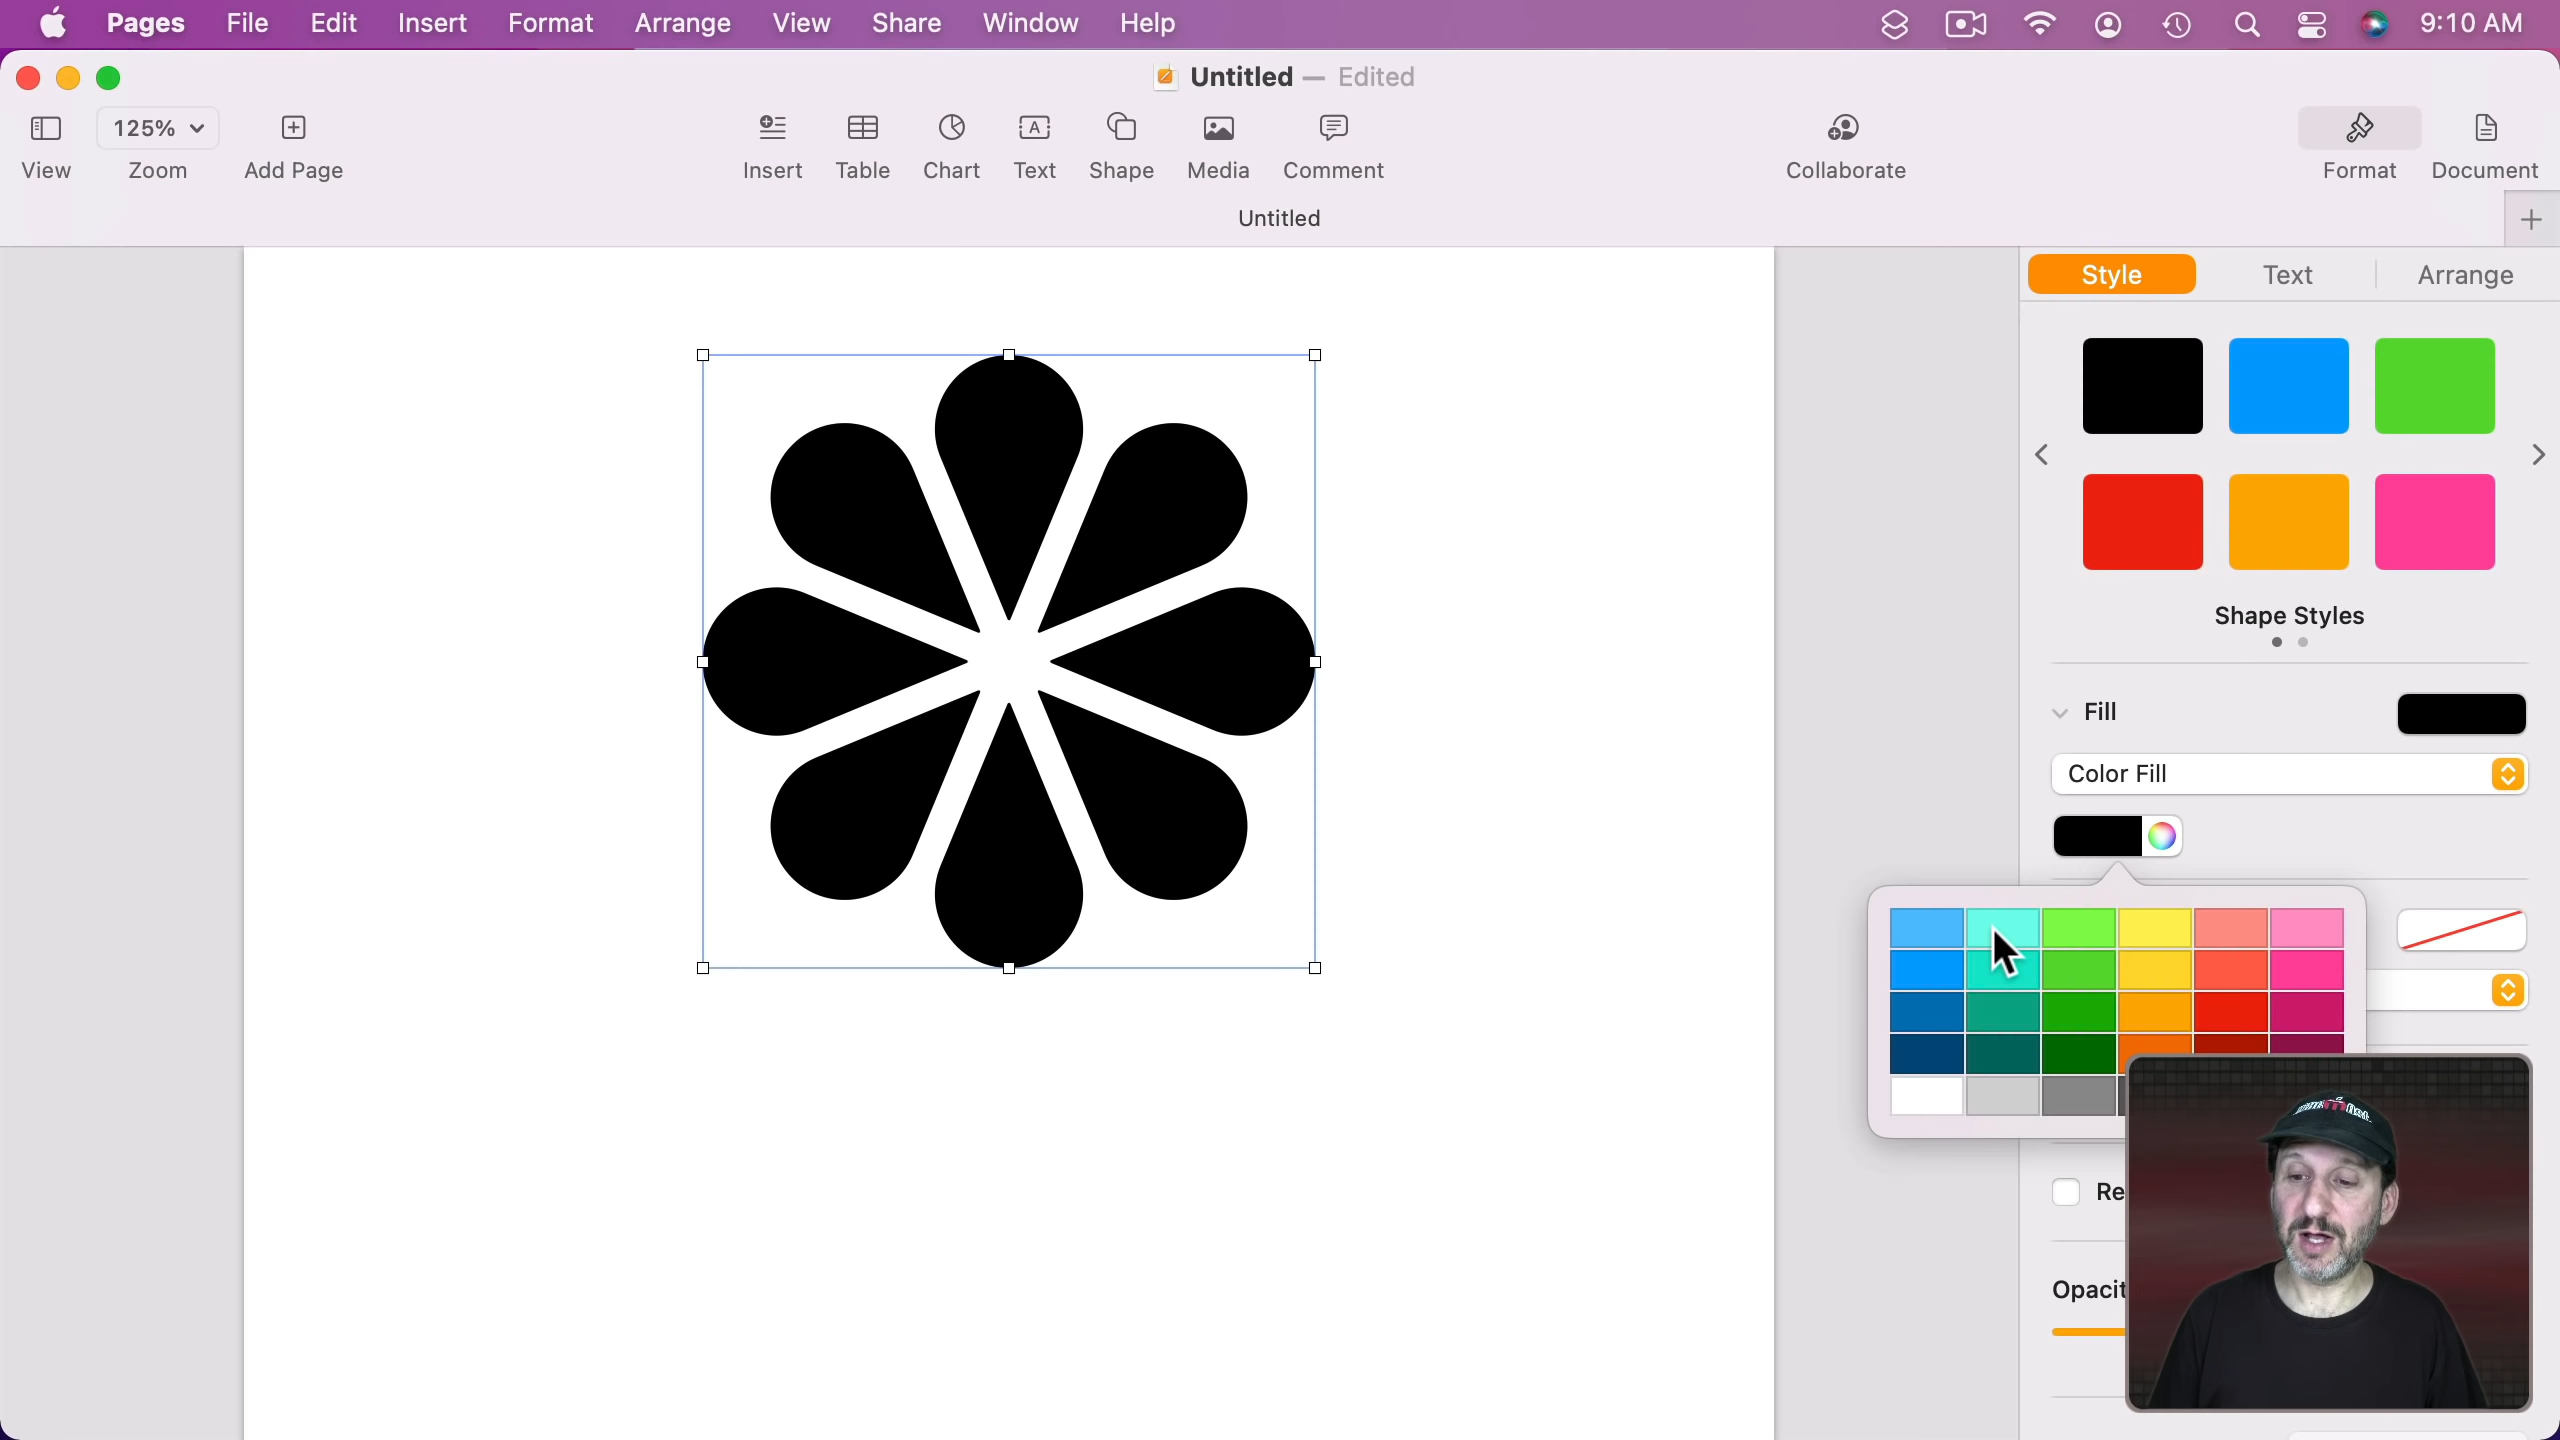 Pages File Edit Insert Format Arrange View Share Window Help 9:10 AM
Untitled — Edited
125%
View Zoom Add Page Insert Table Chart Text Shape Media Comment Collaborate Format Document
Untitled
Style Text Arrange
Shape Styles
Fill
Color Fill
Re
Opacit